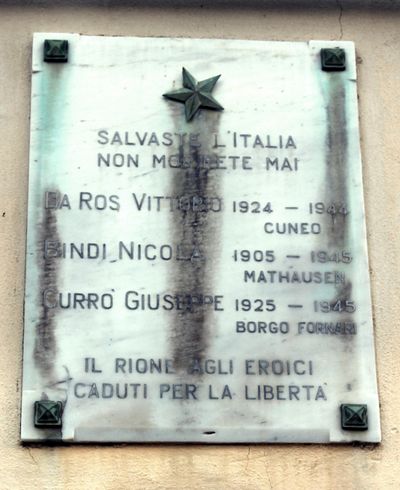 SALVASTE L'ITALIA
NON MORRETE MAI
DA ROS VITTORIO 1924 – 1944
CUNEO
BINDI NICOLA 1905 – 1945
MATHAUSEN
CURRO' GIUSEPPE 1925 – 1945
BORGO FORNARI
IL RIONE AGLI EROICI
CADUTI PER LA LIBERTA'